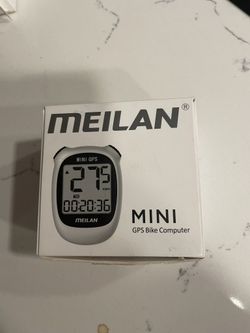 MEILAN®
MINI GPS
27.5
00:20:36
MEILAN
MINI
GPS Bike Computer